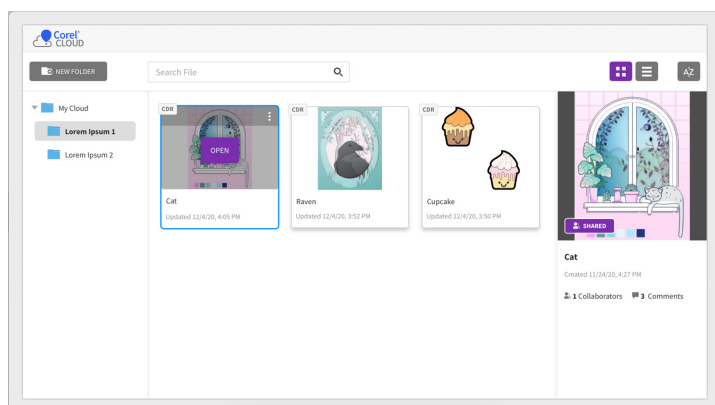 Corel®
CLOUD
NEW FOLDER
Search File
AZ
My Cloud
Lorem Ipsum 1
Lorem Ipsum 2
CDR
OPEN
Cat
Updated 12/4/20, 4:05 PM
CDR
Raven
Updated 12/4/20, 3:52 PM
CDR
Cupcake
Updated 12/4/20, 3:50 PM
SHARED
Cat
Created 11/24/20, 4:27 PM
1 Collaborators 3 Comments